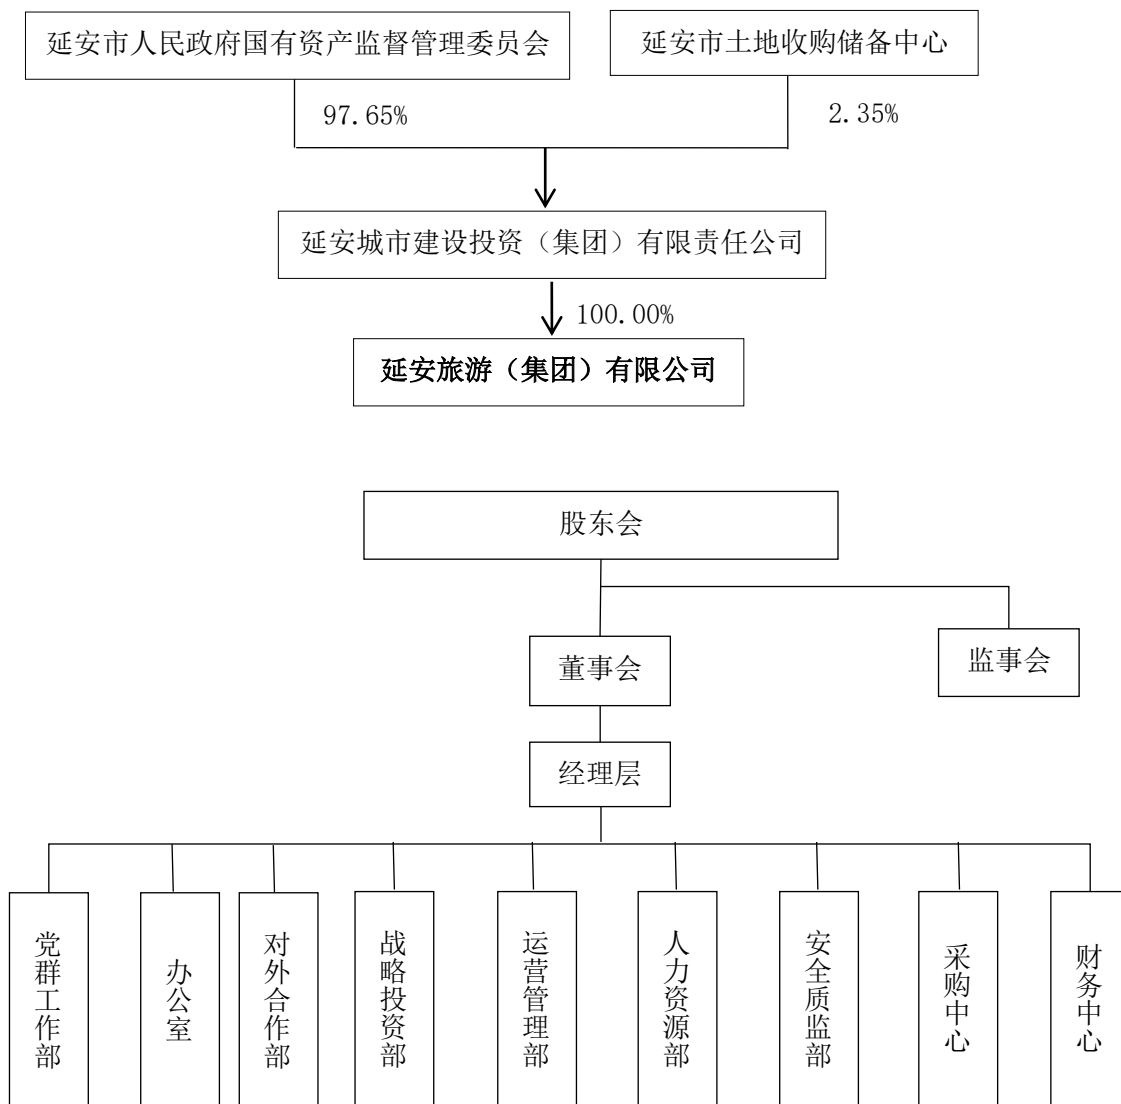 延安市人民政府国有资产监督管理委员会
延安市土地收购储备中心
97.65%
2.35%
延安城市建设投资（集团）有限责任公司
100.00%
延安旅游（集团）有限公司
股东会
董事会
监事会
经理层
党群工作部
办公室
对外合作部
战略投资部
运营管理部
人力资源部
安全质监部
采购中心
财务中心